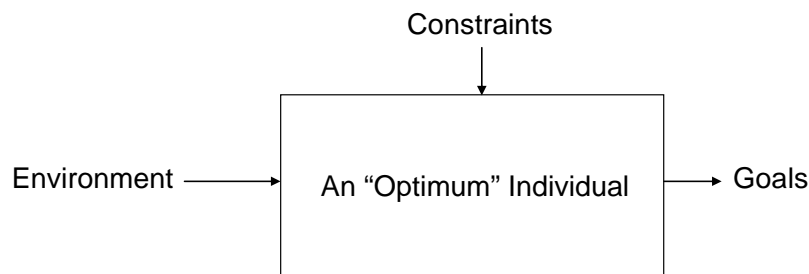 Constraints
Environment
An “Optimum” Individual
Goals